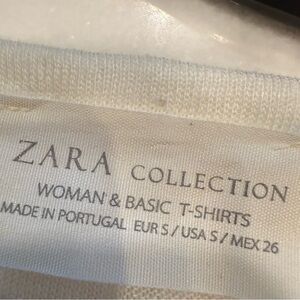 ZARA COLLECTION
WOMAN & BASIC T-SHIRTS
MADE IN PORTUGAL EUR S / USA S / MEX 26